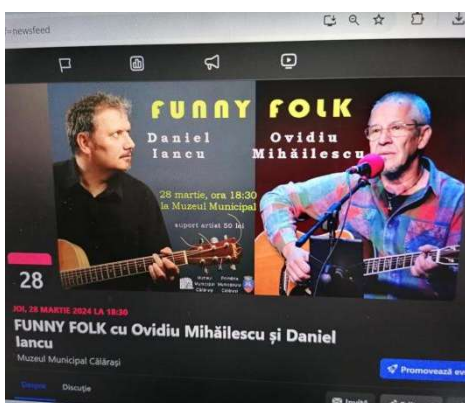 =newsfeed
FUNNY FOLK
Daniel Iancu
Ovidiu Mihăilescu
28 martie, ora 18:30
la Muzeul Municipal
suport artist 50 lei
28
JOI, 28 MARTIE 2024 LA 18:30
FUNNY FOLK cu Ovidiu Mihăilescu și Daniel
Iancu
Muzeul Municipal Călărași
Promovează eve
Despre Discuție
Invită